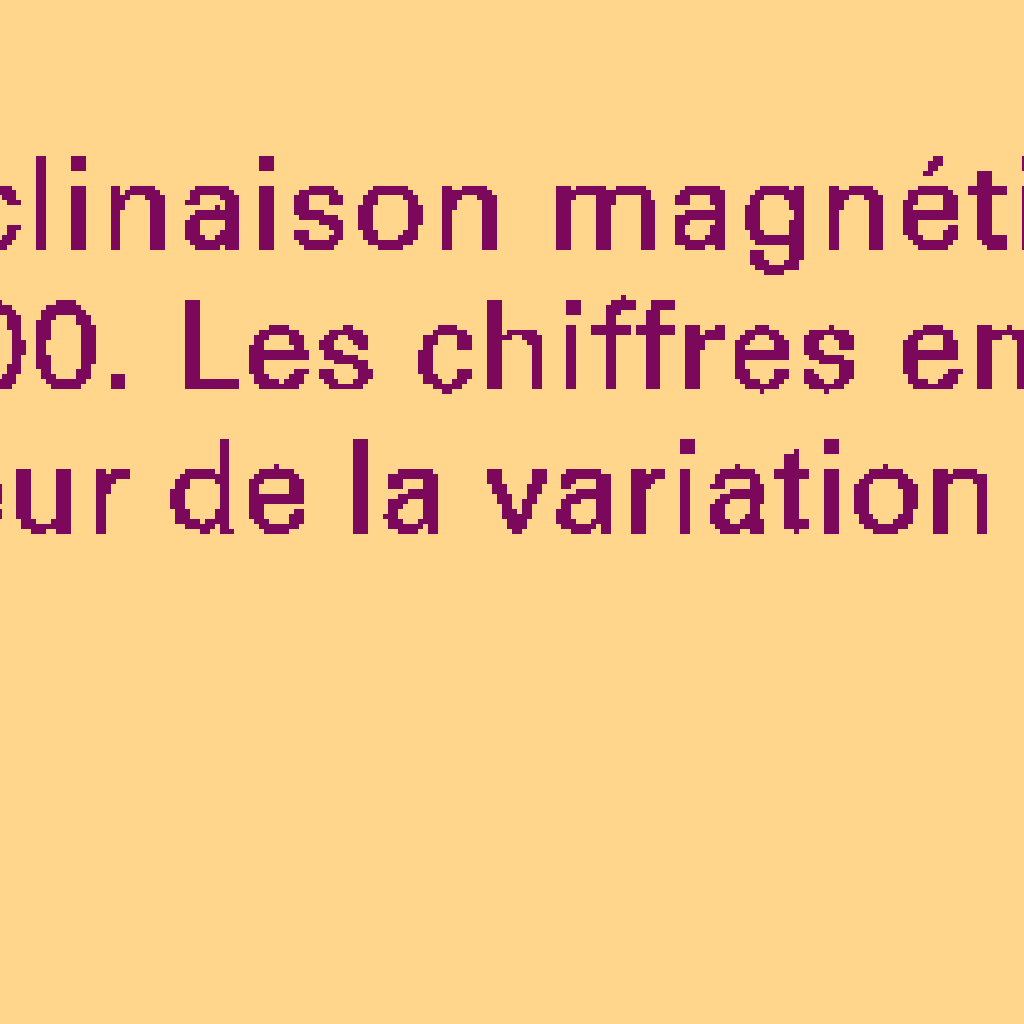 clinaison magnéti
00. Les chiffres en
eur de la variation